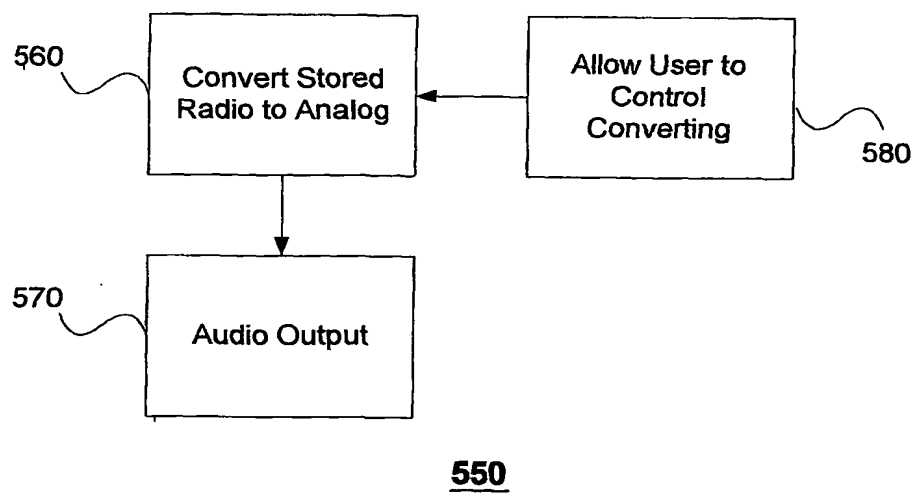 560
Convert Stored
Radio to Analog
Allow User to
Control
Converting
580
570
Audio Output
550